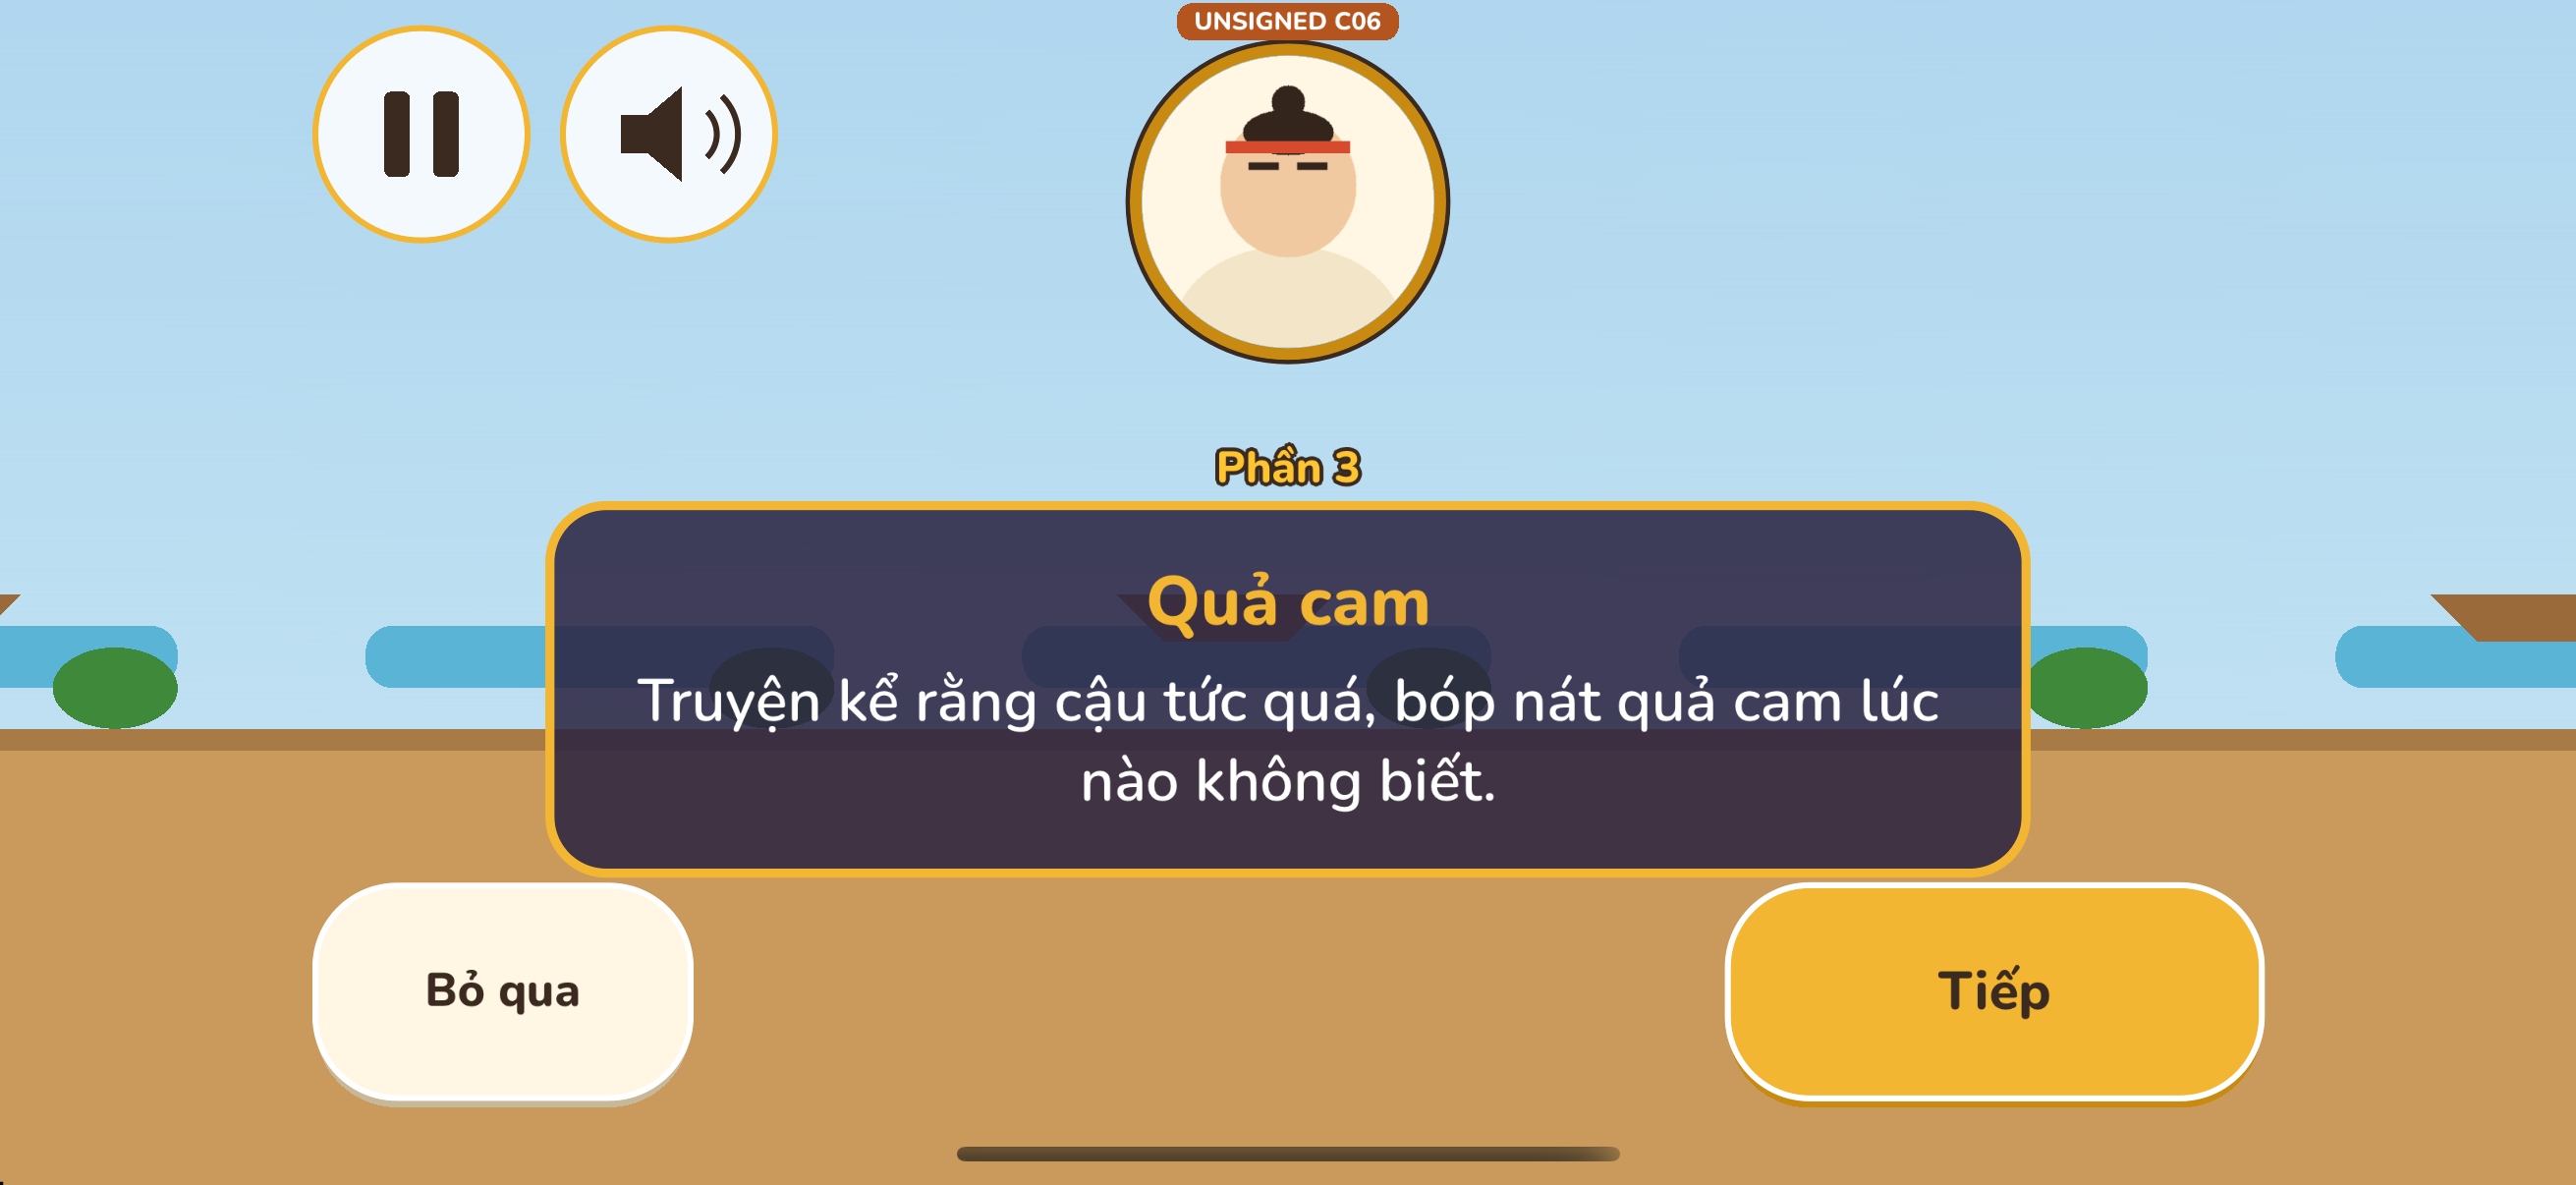 UNSIGNED C06
Phần 3
Quả cam
Truyện kể rằng cậu tức quá, bóp nát quả cam lúc
nào không biết.
Bỏ qua
Tiếp